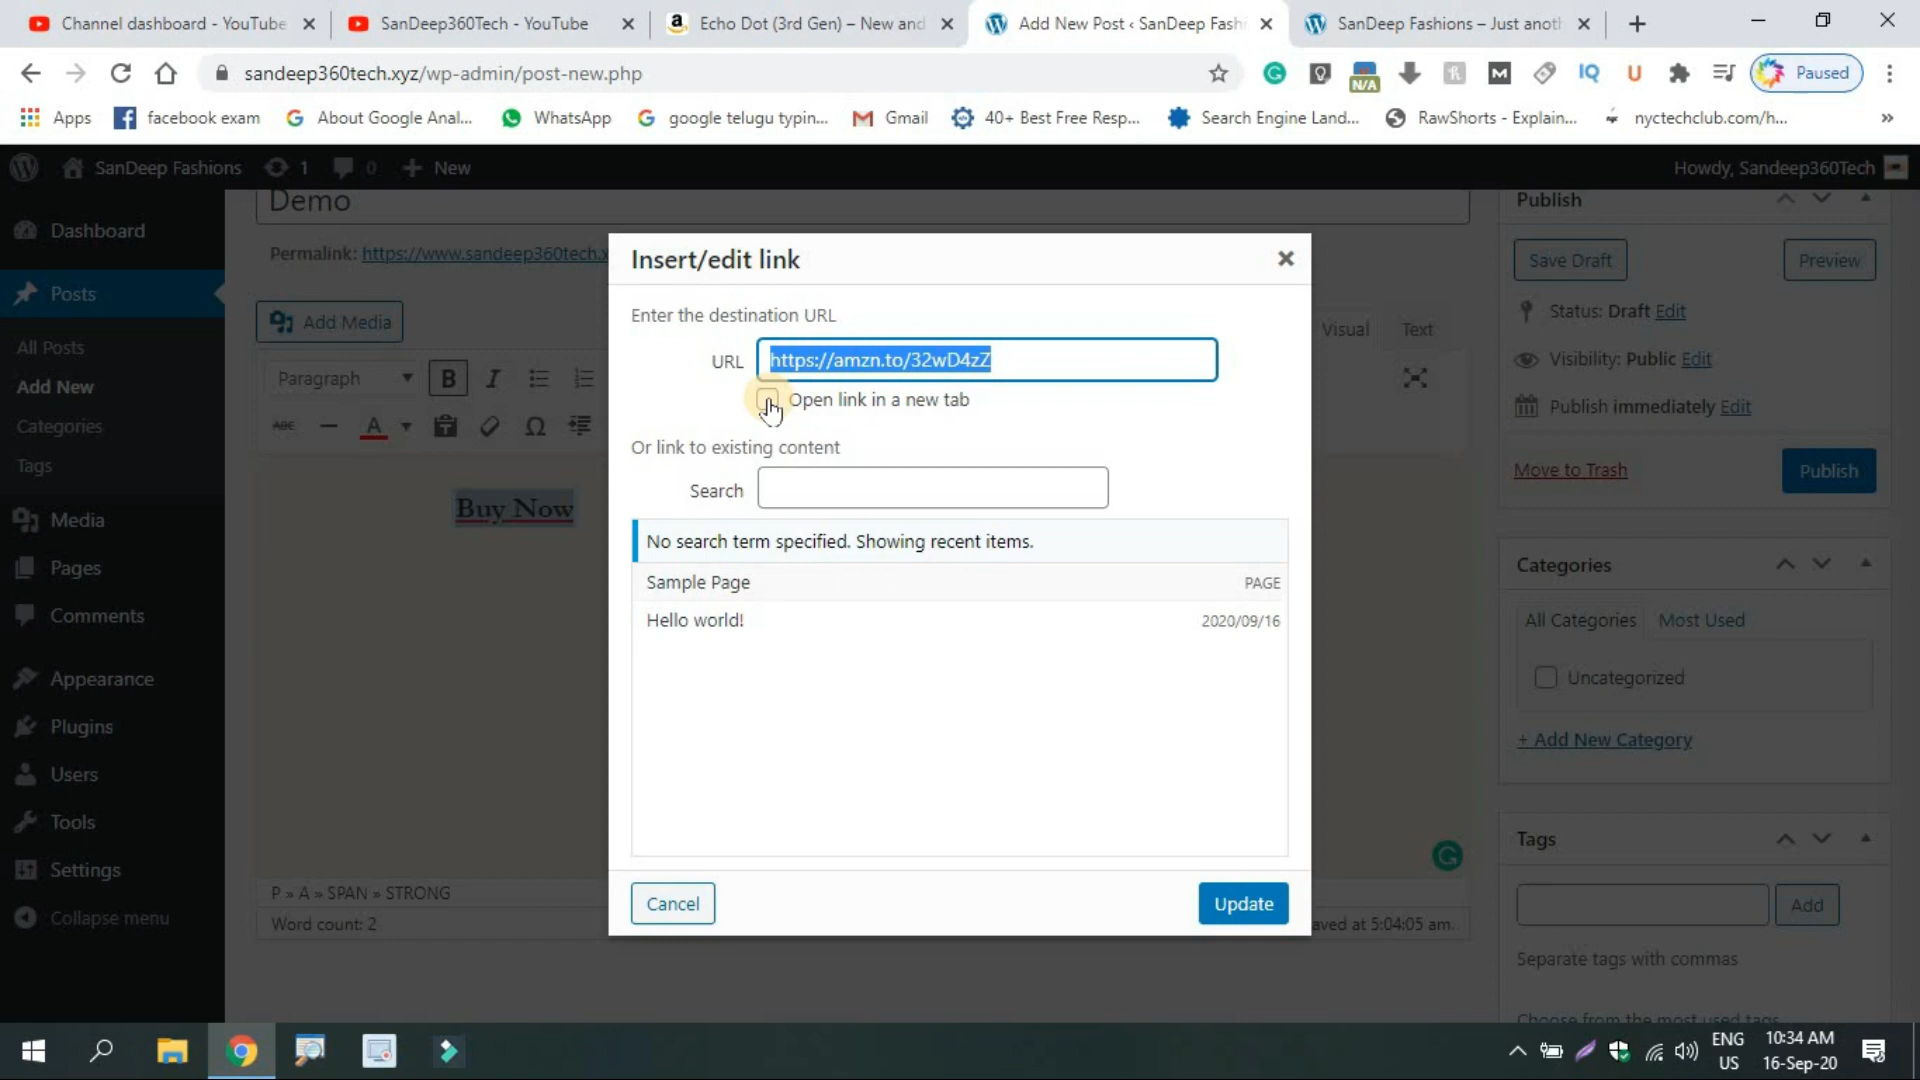 Channel dashboard - YouTube
SanDeep360Tech - YouTube
Echo Dot (3rd Gen) – New and
Add New Post ‹ SanDeep Fashi
SanDeep Fashions – Just anoth
sandeep360tech.xyz/wp-admin/post-new.php
N/A
IQ
Paused
Apps
facebook exam
About Google Anal...
WhatsApp
google telugu typin...
Gmail
40+ Best Free Resp...
Search Engine Land...
RawShorts - Explain...
nyctechclub.com/h...
SanDeep Fashions
1
0
New
Howdy, Sandeep360Tech
Dashboard
Posts
All Posts
Add New
Categories
Tags
Media
Pages
Comments
Appearance
Plugins
Users
Tools
Settings
Collapse menu
Demo
Permalink: https://www.sandeep360tech.x
Add Media
Visual
Text
Paragraph
B
I
ABC
A
Buy Now
P » A » SPAN » STRONG
Word count: 2
aved at 5:04:05 am.
Insert/edit link
Enter the destination URL
URL
https://amzn.to/32wD4zZ
Open link in a new tab
Or link to existing content
Search
No search term specified. Showing recent items.
Sample Page
PAGE
Hello world!
2020/09/16
Cancel
Update
Publish
Save Draft
Preview
Status: Draft Edit
Visibility: Public Edit
Publish immediately Edit
Move to Trash
Publish
Categories
All Categories
Most Used
Uncategorized
+ Add New Category
Tags
Add
Separate tags with commas
Choose from the most used tags
ENG
US
10:34 AM
16-Sep-20